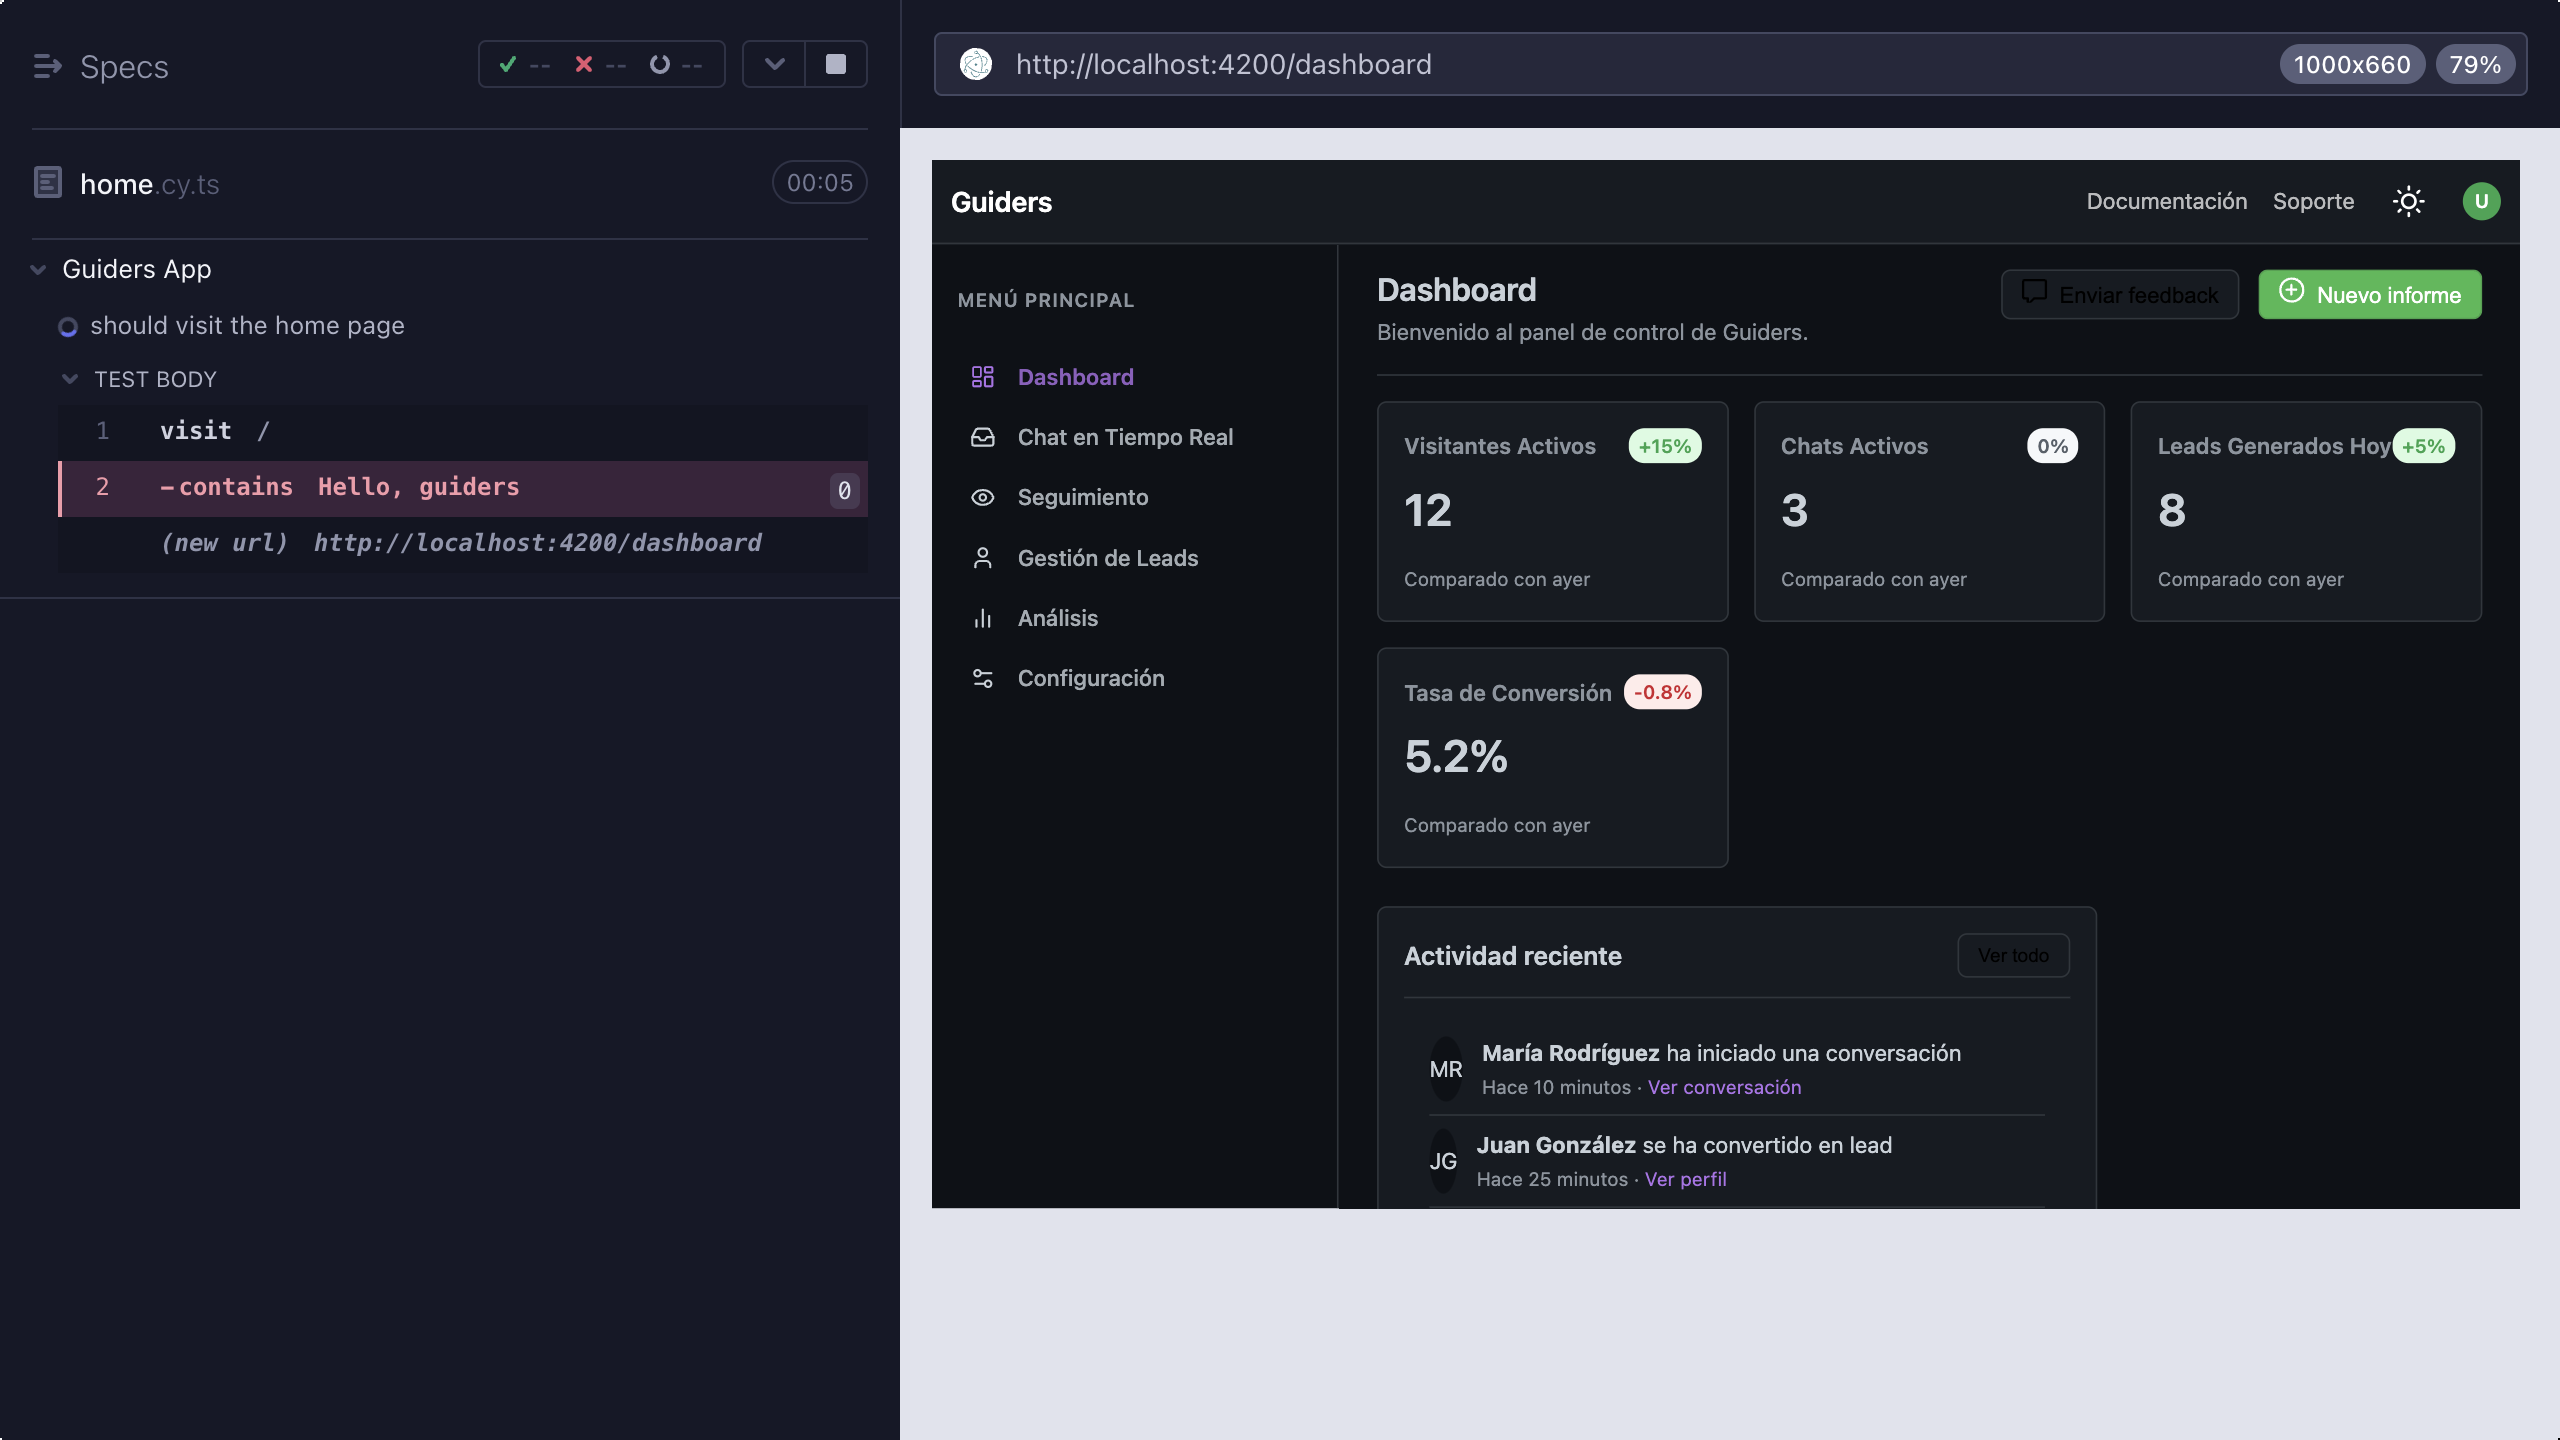 Specs
-- -- --
home.cy.ts
00:05
Guiders App
should visit the home page
TEST BODY
1 visit /
2 -contains Hello, guiders 0
(new url) http://localhost:4200/dashboard
http://localhost:4200/dashboard
1000x660
79%
Guiders
Documentación
Soporte
U
MENÚ PRINCIPAL
Dashboard
Chat en Tiempo Real
Seguimiento
Gestión de Leads
Análisis
Configuración
Dashboard
Bienvenido al panel de control de Guiders.
Enviar feedback
Nuevo informe
Visitantes Activos
+15%
12
Comparado con ayer
Chats Activos
0%
3
Comparado con ayer
Leads Generados Hoy
+5%
8
Comparado con ayer
Tasa de Conversión
-0.8%
5.2%
Comparado con ayer
Actividad reciente
Ver todo
MR
María Rodríguez ha iniciado una conversación
Hace 10 minutos · Ver conversación
JG
Juan González se ha convertido en lead
Hace 25 minutos · Ver perfil